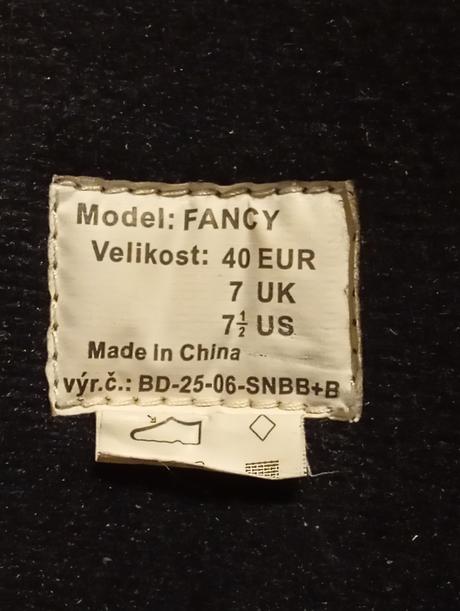 Model: FANCY
Velikost: 40 EUR
7 UK
7½ US
Made In China
výr.č.: BD-25-06-SNBB+B